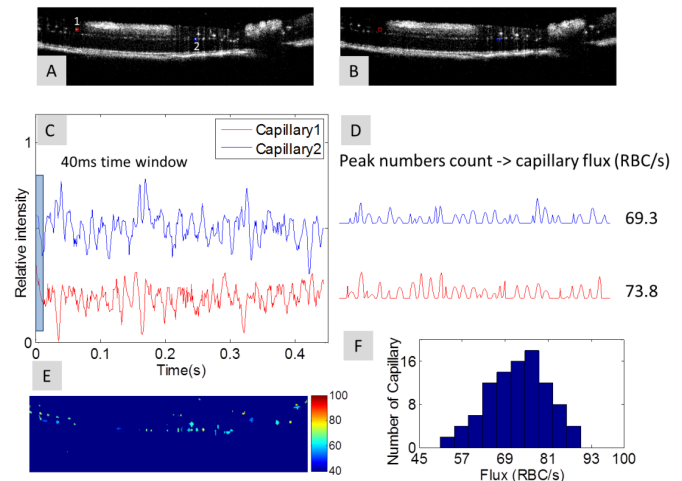 1
2
A
B
C
Capillary1
Capillary2
40ms time window
1
0
Relative intensity
0
0.1
0.2
0.3
0.4
Time(s)
D
Peak numbers count -> capillary flux (RBC/s)
69.3
73.8
E
100
80
60
40
F
Number of Capillary
16
8
0
45
57
69
81
93
100
Flux (RBC/s)